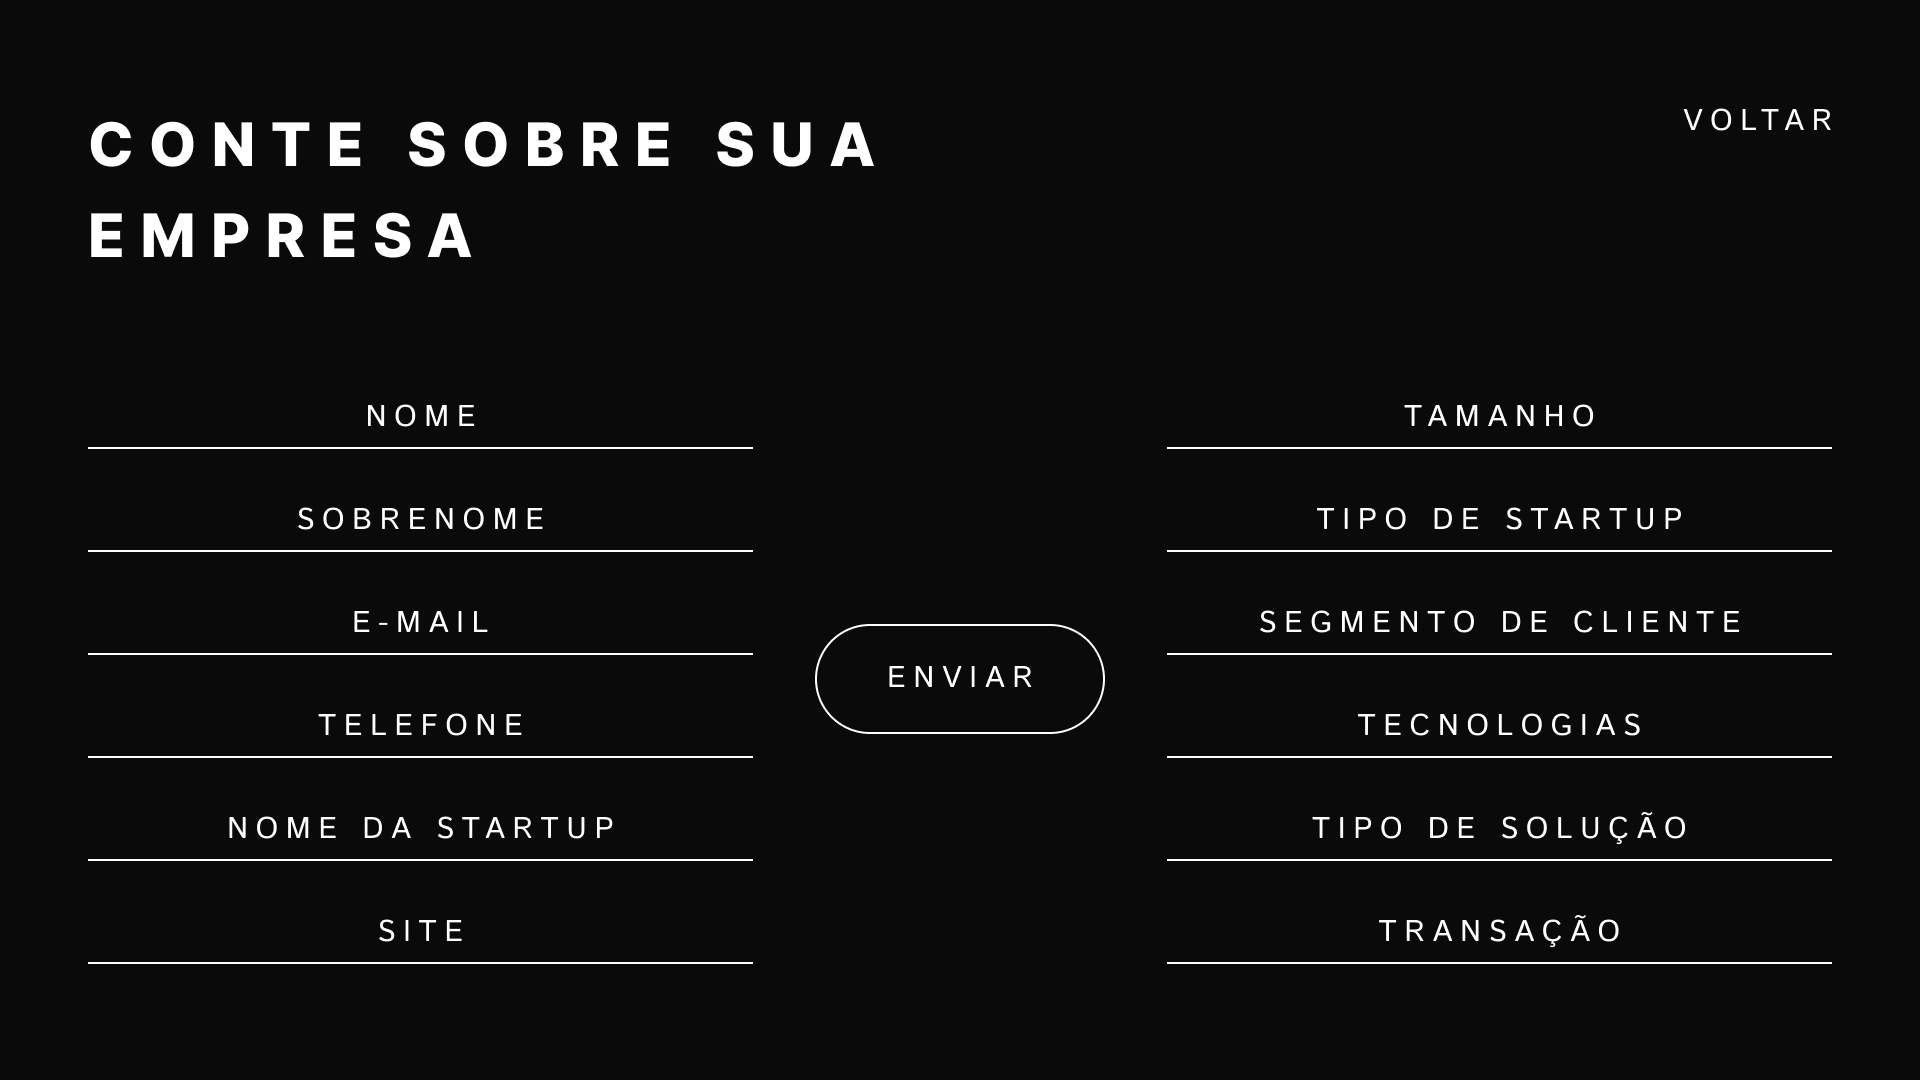 CONTE SOBRE SUA
EMPRESA
VOLTAR
NOME
SOBRENOME
E-MAIL
TELEFONE
NOME DA STARTUP
SITE
ENVIAR
TAMANHO
TIPO DE STARTUP
SEGMENTO DE CLIENTE
TECNOLOGIAS
TIPO DE SOLUÇÃO
TRANSAÇÃO